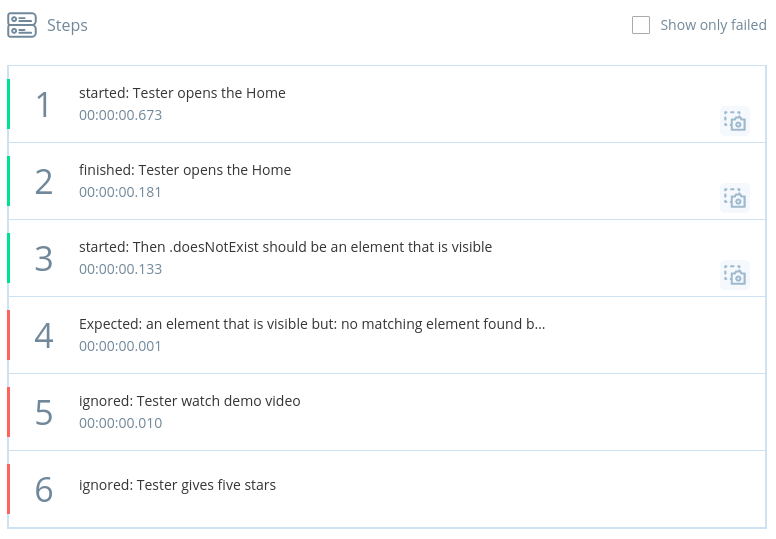 Steps
Show only failed
1
started: Tester opens the Home
00:00:00.673
2
finished: Tester opens the Home
00:00:00.181
3
started: Then .doesNotExist should be an element that is visible
00:00:00.133
4
Expected: an element that is visible but: no matching element found b...
00:00:00.001
5
ignored: Tester watch demo video
00:00:00.010
6
ignored: Tester gives five stars